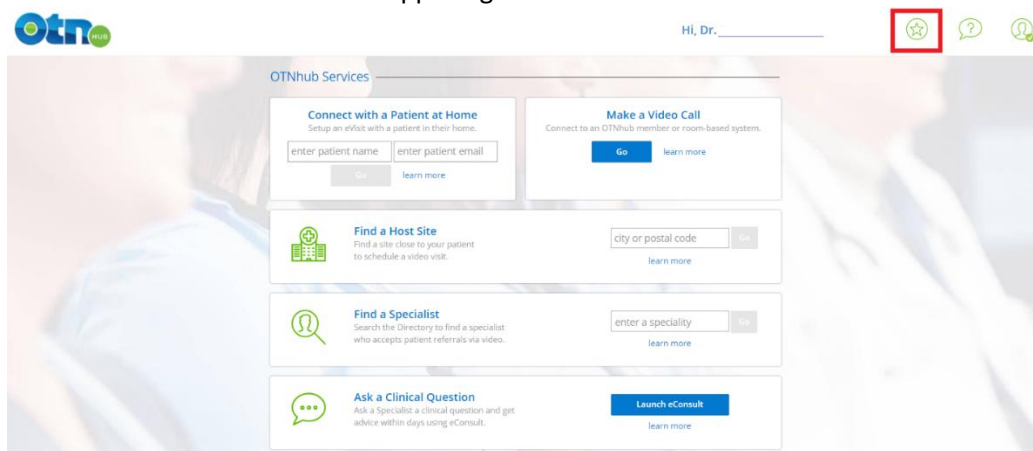 otn HUB
Hi, Dr.
?
OTNhub Services
Connect with a Patient at Home
Setup an eVisit with a patient in their home.
enter patient name enter patient email
Go learn more
Make a Video Call
Connect to an OTNhub member or room-based system.
Go learn more
Find a Host Site
Find a site close to your patient
to schedule a video visit.
city or postal code Go
learn more
Find a Specialist
Search the Directory to find a specialist
who accepts patient referrals via video.
enter a speciality Go
learn more
Ask a Clinical Question
Ask a Specialist a clinical question and get
advice within days using eConsult.
Launch eConsult
learn more